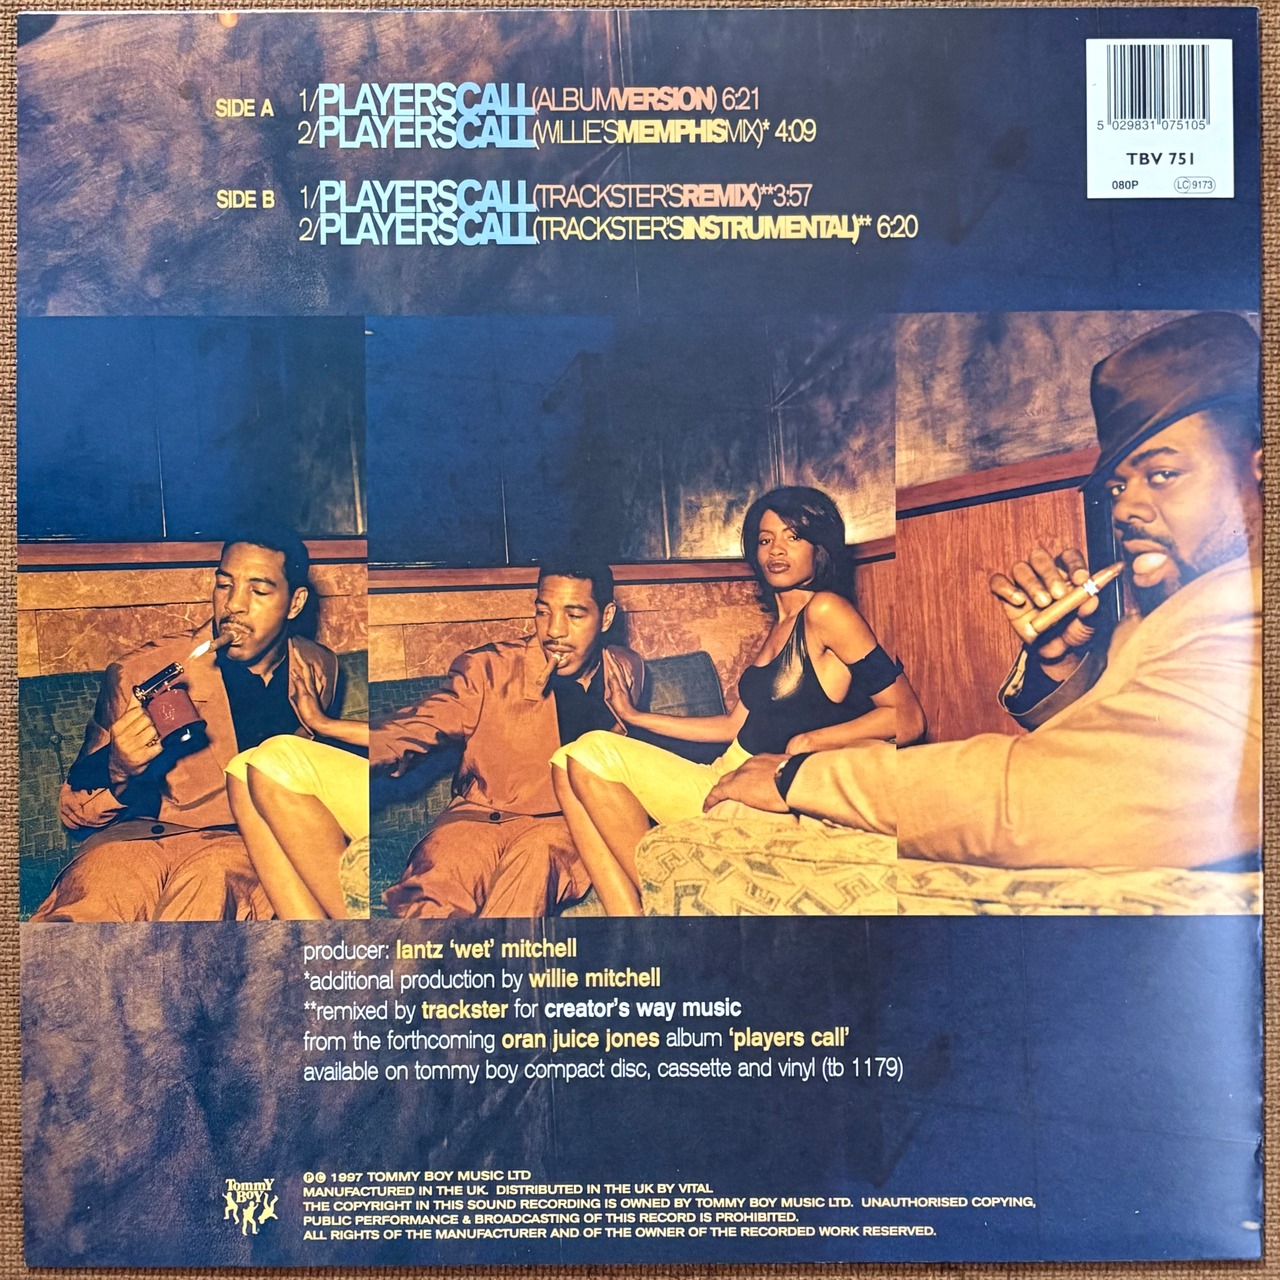 SIDE A 1/PLAYERSCALL(ALBUMVERSION) 6:21
2/PLAYERSCALL(WILLIE'SMEMPHISMIX)* 4:09
SIDE B 1/PLAYERSCALL(TRACKSTER'SREMIX)**3:57
2/PLAYERSCALL(TRACKSTER'SINSTRUMENTAL)** 6:20
5 029831 075105
TBV 751
080P LC 9173
producer: lantz ‘wet’ mitchell
*additional production by willie mitchell
**remixed by trackster for creator's way music
from the forthcoming oran juice jones album ‘players call’
available on tommy boy compact disc, cassette and vinyl (tb 1179)
Tommy
Boy
℗ © 1997 TOMMY BOY MUSIC LTD
MANUFACTURED IN THE UK. DISTRIBUTED IN THE UK BY VITAL
THE COPYRIGHT IN THIS SOUND RECORDING IS OWNED BY TOMMY BOY MUSIC LTD. UNAUTHORISED COPYING,
PUBLIC PERFORMANCE & BROADCASTING OF THIS RECORD IS PROHIBITED.
ALL RIGHTS OF THE MANUFACTURER AND OF THE OWNER OF THE RECORDED WORK RESERVED.